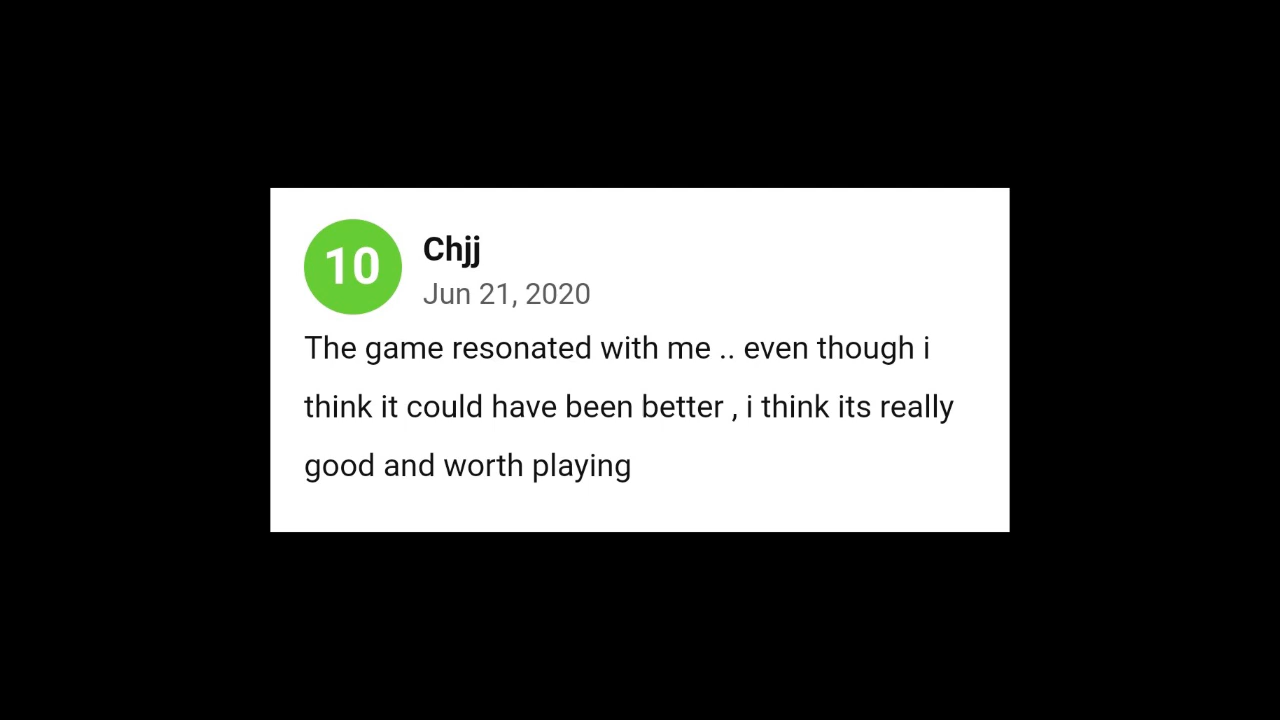 10
Chjj
Jun 21, 2020
The game resonated with me .. even though i
think it could have been better , i think its really
good and worth playing